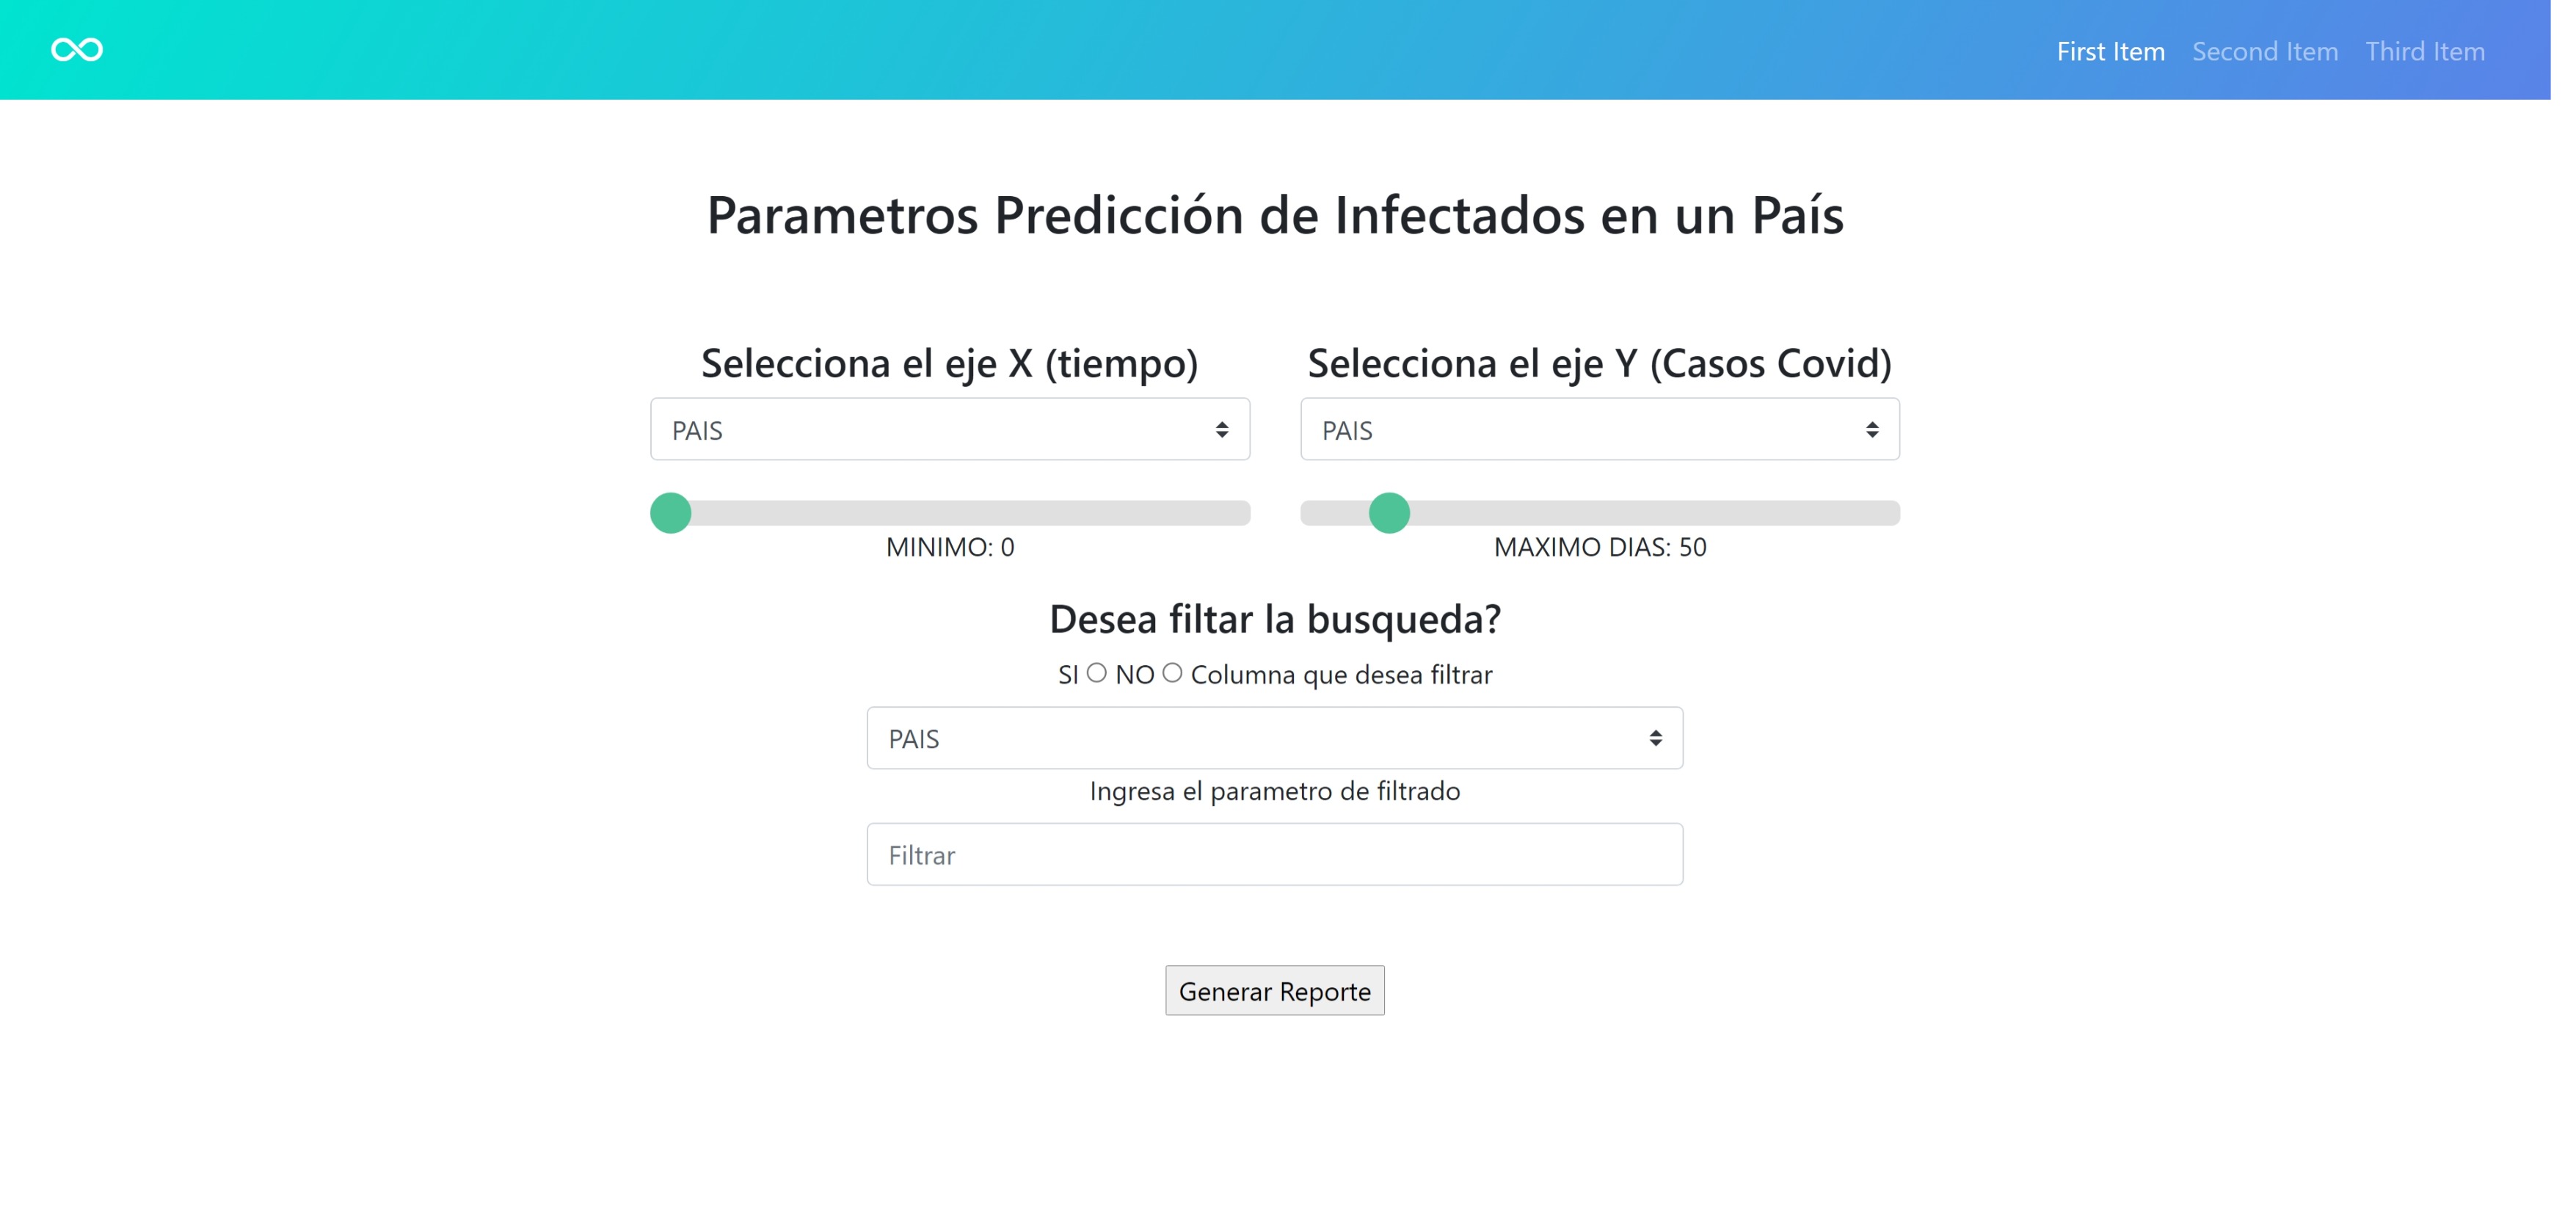 First Item Second Item Third Item
Parametros Predicción de Infectados en un País
Selecciona el eje X (tiempo)
PAIS
MINIMO: 0
Selecciona el eje Y (Casos Covid)
PAIS
MAXIMO DIAS: 50
Desea filtar la busqueda?
SI NO Columna que desea filtrar
PAIS
Ingresa el parametro de filtrado
Filtrar
Generar Reporte